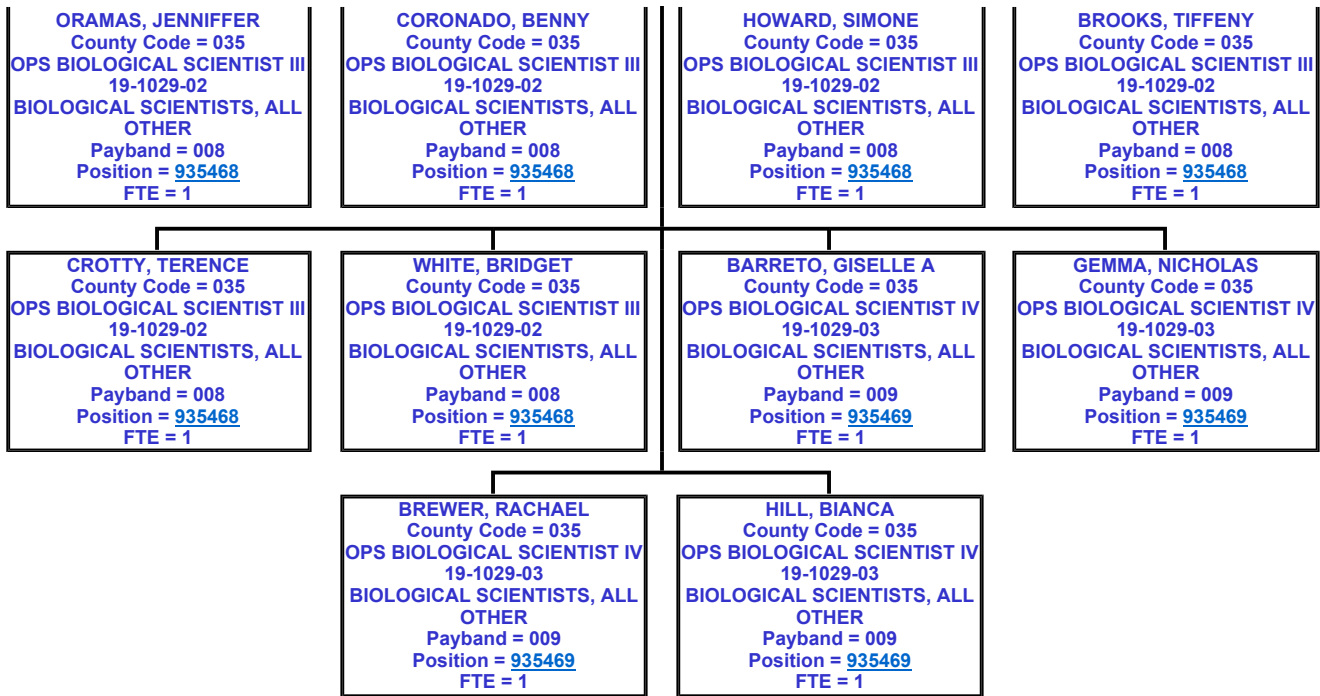 ORAMAS, JENNIFFER
County Code = 035
OPS BIOLOGICAL SCIENTIST III
19-1029-02
BIOLOGICAL SCIENTISTS, ALL
OTHER
Payband = 008
Position = 935468
FTE = 1
CORONADO, BENNY
County Code = 035
OPS BIOLOGICAL SCIENTIST III
19-1029-02
BIOLOGICAL SCIENTISTS, ALL
OTHER
Payband = 008
Position = 935468
FTE = 1
HOWARD, SIMONE
County Code = 035
OPS BIOLOGICAL SCIENTIST III
19-1029-02
BIOLOGICAL SCIENTISTS, ALL
OTHER
Payband = 008
Position = 935468
FTE = 1
BROOKS, TIFFENY
County Code = 035
OPS BIOLOGICAL SCIENTIST III
19-1029-02
BIOLOGICAL SCIENTISTS, ALL
OTHER
Payband = 008
Position = 935468
FTE = 1
CROTTY, TERENCE
County Code = 035
OPS BIOLOGICAL SCIENTIST III
19-1029-02
BIOLOGICAL SCIENTISTS, ALL
OTHER
Payband = 008
Position = 935468
FTE = 1
WHITE, BRIDGET
County Code = 035
OPS BIOLOGICAL SCIENTIST III
19-1029-02
BIOLOGICAL SCIENTISTS, ALL
OTHER
Payband = 008
Position = 935468
FTE = 1
BARRETO, GISELLE A
County Code = 035
OPS BIOLOGICAL SCIENTIST IV
19-1029-03
BIOLOGICAL SCIENTISTS, ALL
OTHER
Payband = 009
Position = 935469
FTE = 1
GEMMA, NICHOLAS
County Code = 035
OPS BIOLOGICAL SCIENTIST IV
19-1029-03
BIOLOGICAL SCIENTISTS, ALL
OTHER
Payband = 009
Position = 935469
FTE = 1
BREWER, RACHAEL
County Code = 035
OPS BIOLOGICAL SCIENTIST IV
19-1029-03
BIOLOGICAL SCIENTISTS, ALL
OTHER
Payband = 009
Position = 935469
FTE = 1
HILL, BIANCA
County Code = 035
OPS BIOLOGICAL SCIENTIST IV
19-1029-03
BIOLOGICAL SCIENTISTS, ALL
OTHER
Payband = 009
Position = 935469
FTE = 1